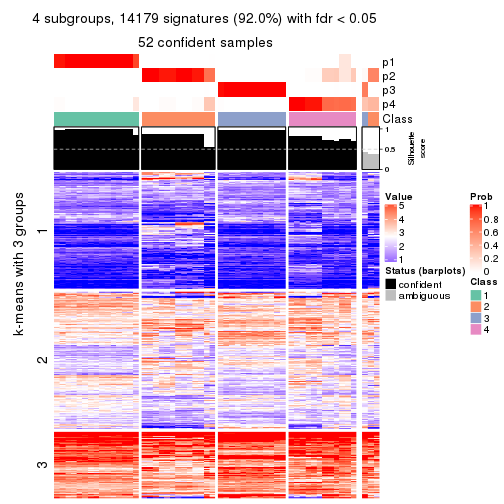 4 subgroups, 14179 signatures (92.0%) with fdr < 0.05
52 confident samples
p1
p2
p3
p4
Class
1
0.5
0
Silhouette
score
k-means with 3 groups
1
2
3
Value
5
4
3
2
1
Status (barplots)
confident
ambiguous
Prob
1
0.8
0.6
0.4
0.2
0
Class
1
2
3
4